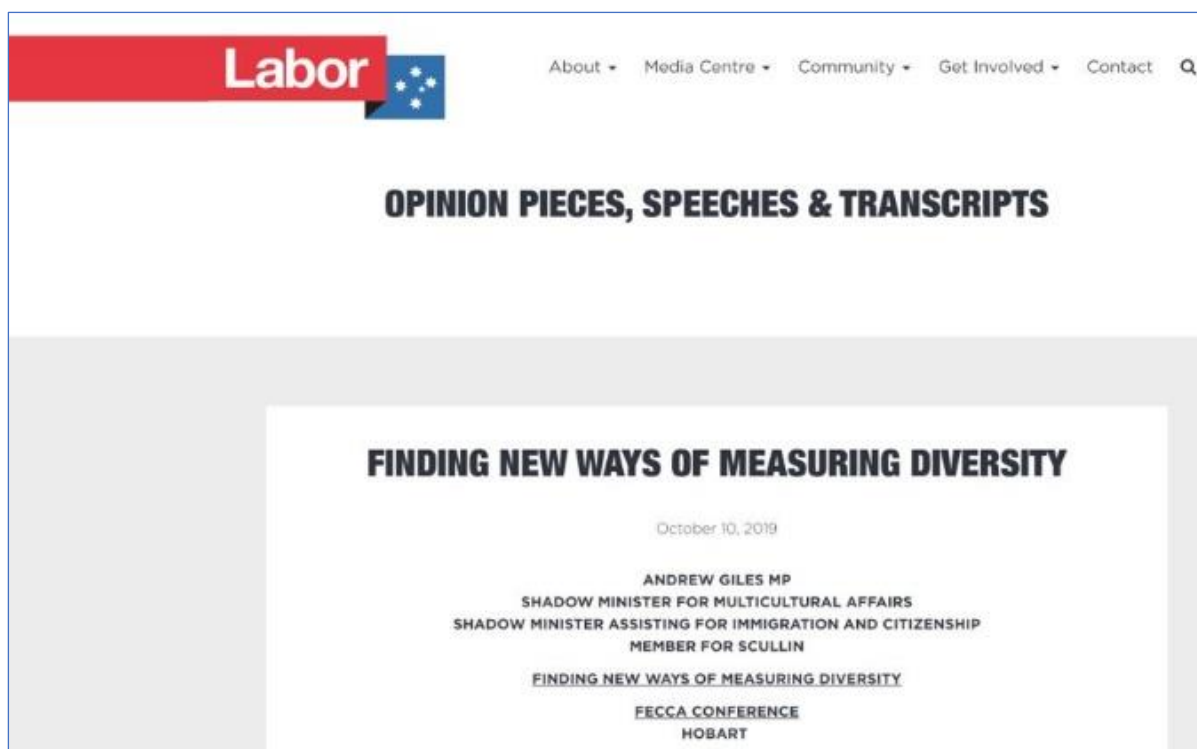 Labor
About Media Centre Community Get Involved Contact
OPINION PIECES, SPEECHES & TRANSCRIPTS
FINDING NEW WAYS OF MEASURING DIVERSITY
October 10, 2019
ANDREW GILES MP
SHADOW MINISTER FOR MULTICULTURAL AFFAIRS
SHADOW MINISTER ASSISTING FOR IMMIGRATION AND CITIZENSHIP
MEMBER FOR SCULLIN
FINDING NEW WAYS OF MEASURING DIVERSITY
FECCA CONFERENCE
HOBART